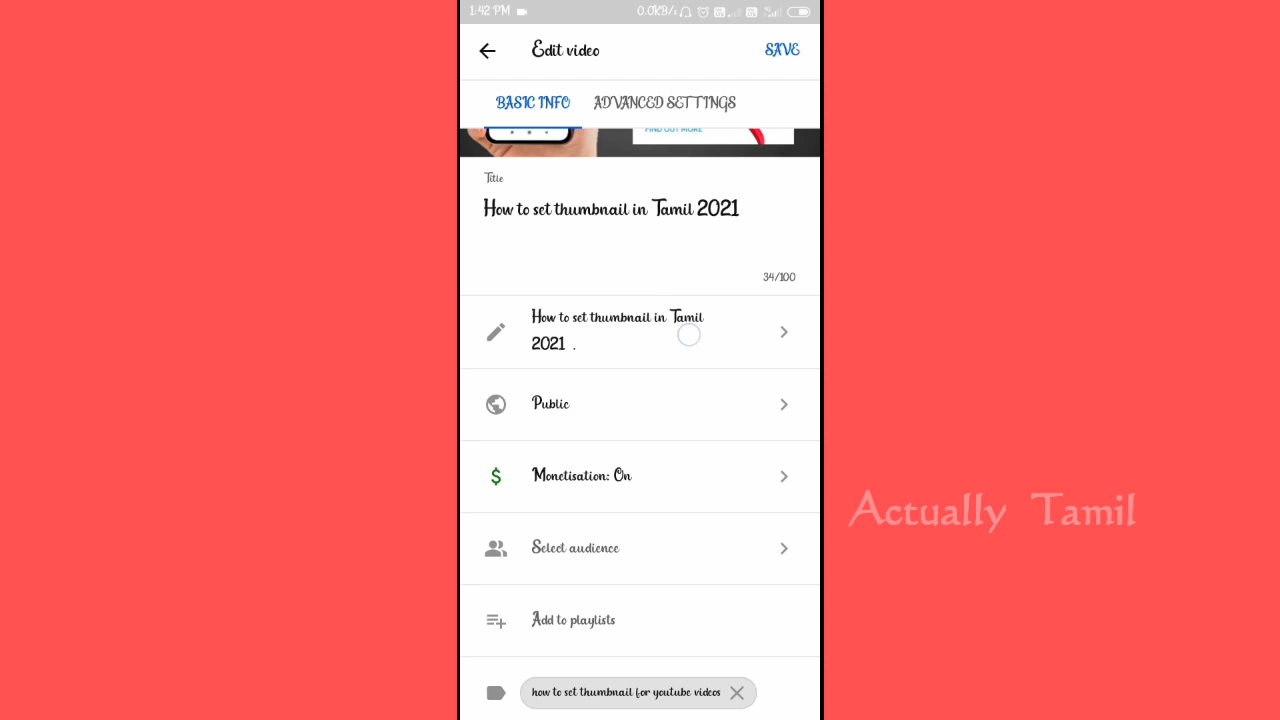 1:42 PM 0.0KB/s
Edit video SAVE
BASIC INFO ADVANCED SETTINGS
FIND OUT MORE
Title
How to set thumbnail in Tamil 2021
34/100
How to set thumbnail in Tamil
2021 .
Public
$ Monetisation: On
Select audience
Add to playlists
how to set thumbnail for youtube videos
Actually Tamil